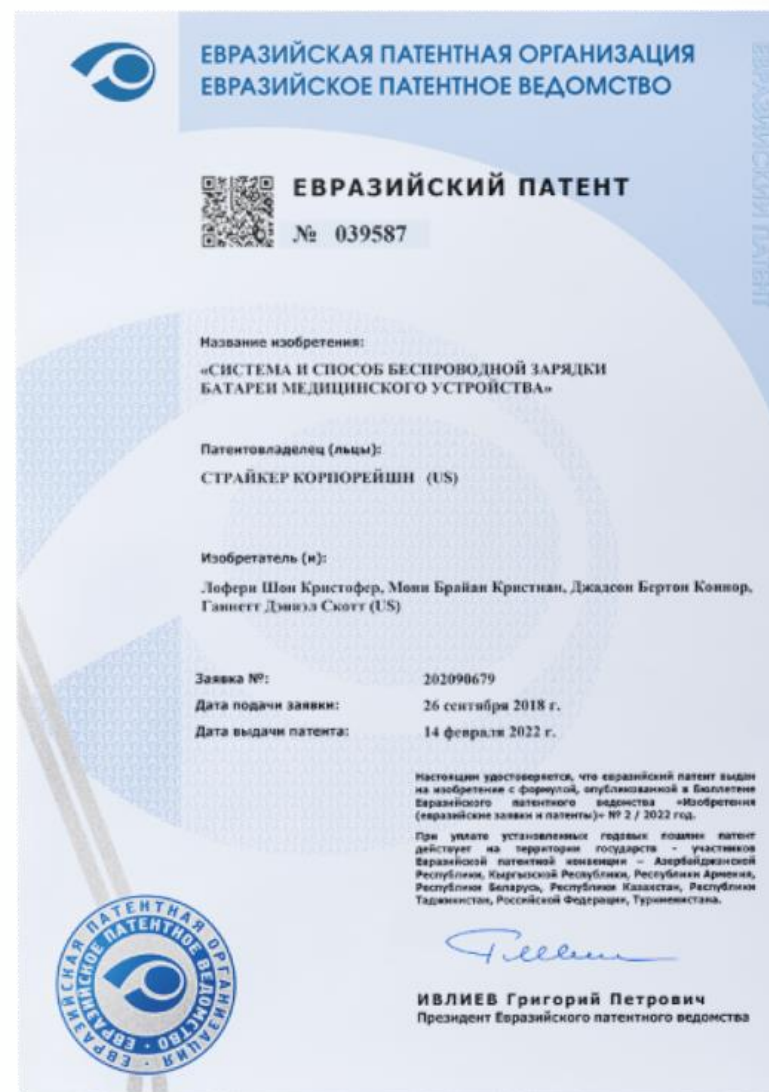 ЕВРАЗИЙСКАЯ ПАТЕНТНАЯ ОРГАНИЗАЦИЯ
ЕВРАЗИЙСКОЕ ПАТЕНТНОЕ ВЕДОМСТВО
ЕВРАЗИЙСКИЙ ПАТЕНТ
ЕВРАЗИЙСКИЙ ПАТЕНТ
№ 039587
Название изобретения:
«СИСТЕМА И СПОСОБ БЕСПРОВОДНОЙ ЗАРЯДКИ
БАТАРЕИ МЕДИЦИНСКОГО УСТРОЙСТВА»
Патентовладелец (льцы):
СТРАЙКЕР КОРПОРЕЙШН (US)
Изобретатель (и):
Лофери Шон Кристофер, Мони Брайан Кристиан, Джадсон Бертон Коннор,
Ганнетт Дэниэл Скотт (US)
Заявка №: 202090679
Дата подачи заявки: 26 сентября 2018 г.
Дата выдачи патента: 14 февраля 2022 г.
Настоящим удостоверяется, что евразийский патент выдан
на изобретение с формулой, опубликованной в Бюллетене
Евразийского патентного ведомства «Изобретения
(евразийские заявки и патенты)» № 2 / 2022 год.
При уплате установленных годовых пошлин патент
действует на территории государств - участников
Евразийской патентной конвенции – Азербайджанской
Республики, Кыргызской Республики, Республики Армения,
Республики Беларусь, Республики Казахстан, Республики
Таджикистан, Российской Федерации, Туркменистана.
ЕВРАЗИЙСКАЯ ПАТЕНТНАЯ ОРГАНИЗАЦИЯ
ЕВРАЗИЙСКОЕ ПАТЕНТНОЕ ВЕДОМСТВО
ИВЛИЕВ Григорий Петрович
Президент Евразийского патентного ведомства